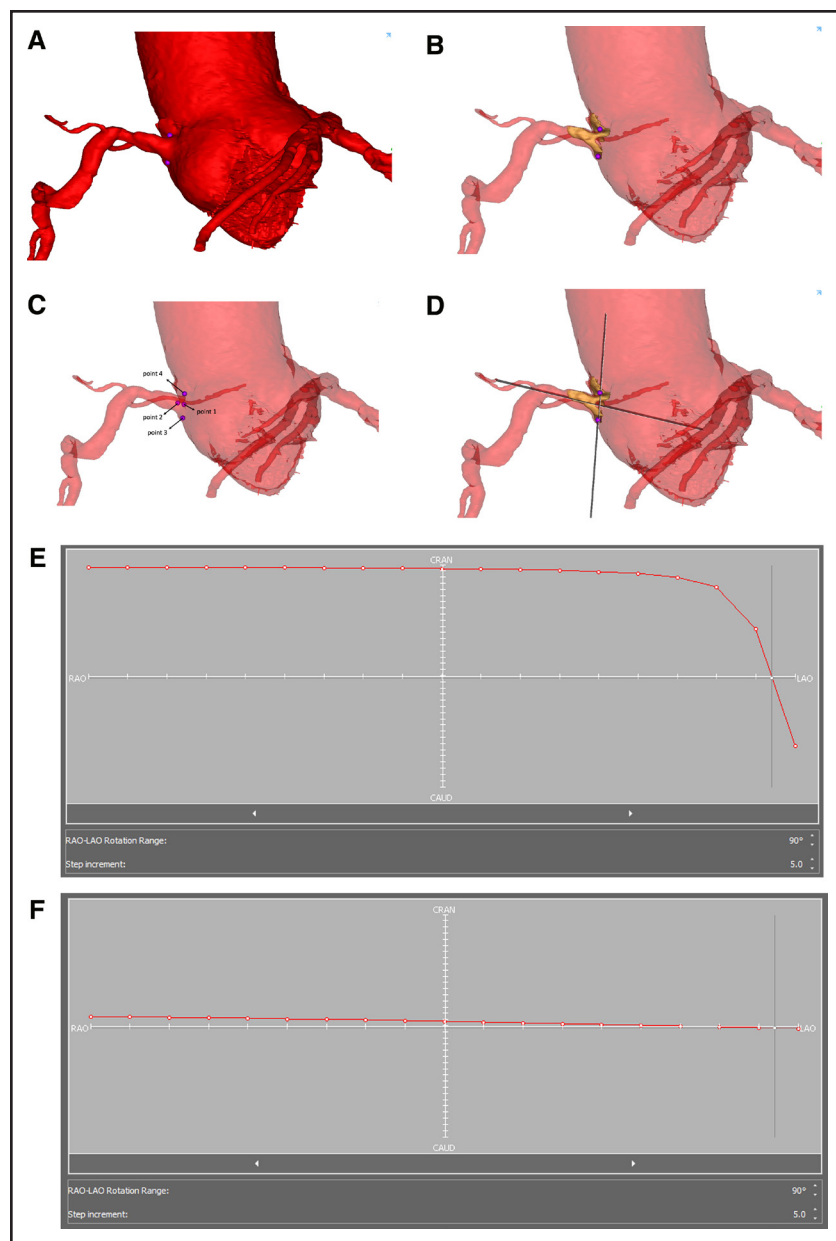 A
B
C
D
point 4
point 2
point 1
point 3
E
CRAN
RAO
LAO
CAUD
RAO-LAO Rotation Range: 90°
Step increment: 5.0
F
CRAN
RAO
LAO
CAUD
RAO-LAO Rotation Range: 90°
Step increment: 5.0